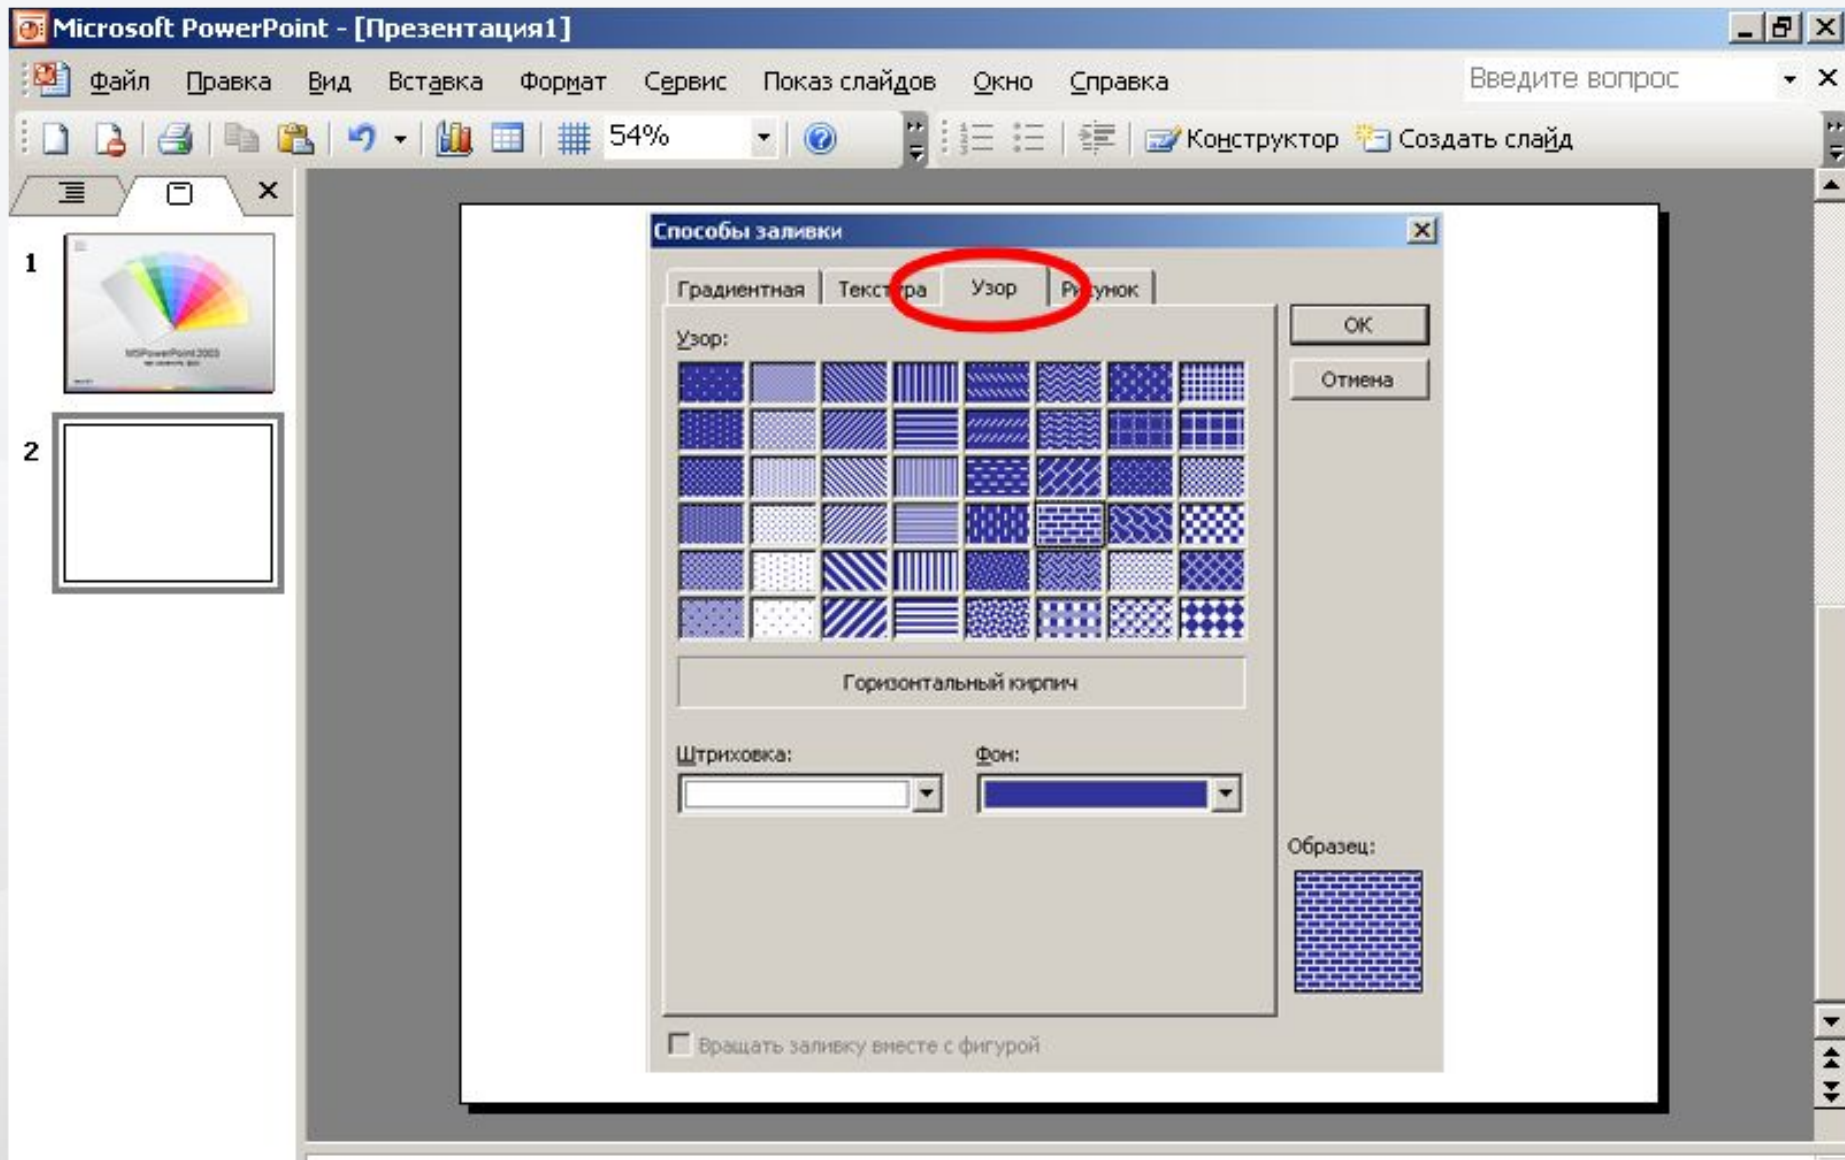 Microsoft PowerPoint - [Презентация1]
Файл Правка Вид Вставка Формат Сервис Показ слайдов Окно Справка Введите вопрос
54% Конструктор Создать слайд
1
MSPowerPoint 2003
2
Способы заливки
Градиентная Текстура Узор Рисунок
Узор:
ОК
Отмена
Горизонтальный кирпич
Штриховка: Фон:
Образец:
Вращать заливку вместе с фигурой